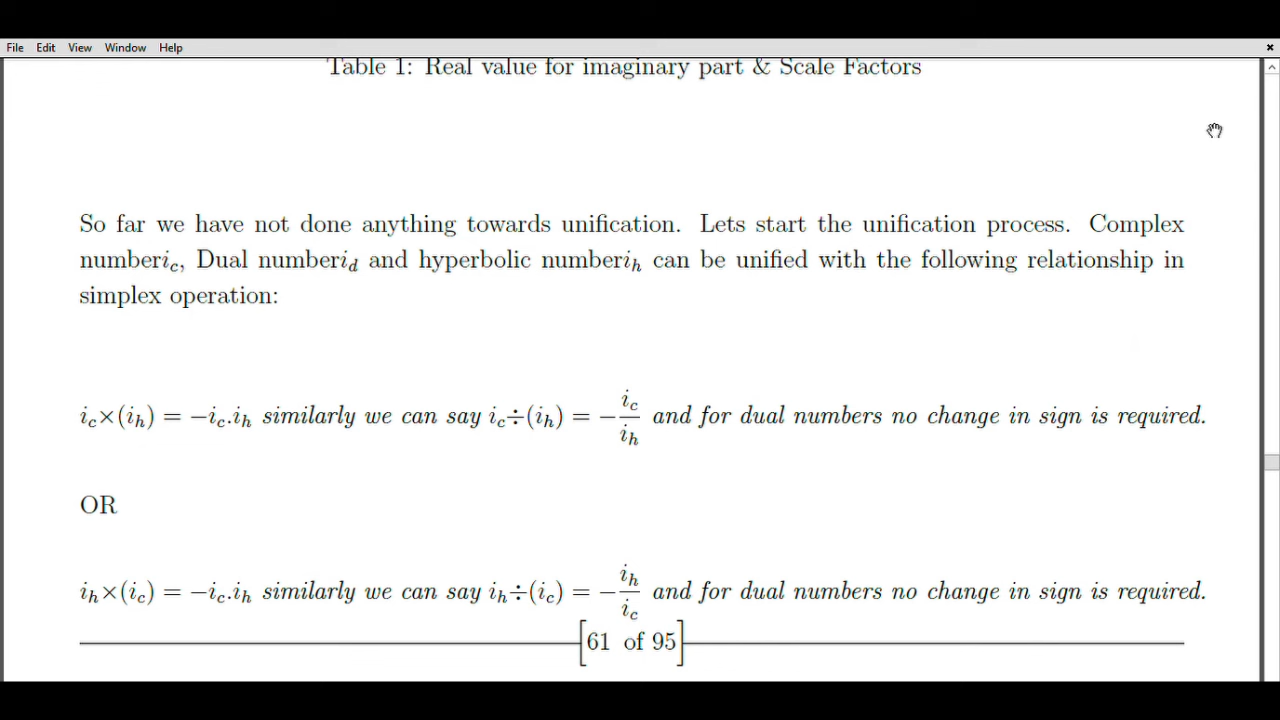 File Edit View Window Help
Table 1: Real value for imaginary part & Scale Factors
So far we have not done anything towards unification. Lets start the unification process. Complex
numberi_c, Dual numberi_d and hyperbolic numberi_h can be unified with the following relationship in
simplex operation:
i_c×(i_h) = −i_c.i_h similarly we can say i_c÷(i_h) = −i_c/i_h and for dual numbers no change in sign is required.
OR
i_h×(i_c) = −i_c.i_h similarly we can say i_h÷(i_c) = −i_h/i_c and for dual numbers no change in sign is required.
[61 of 95]